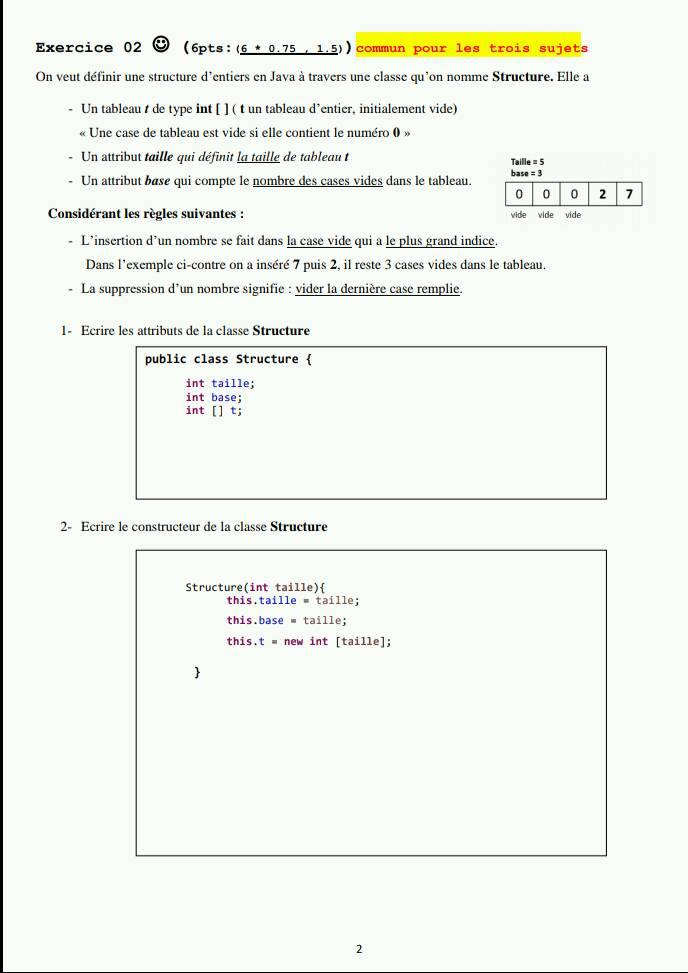 Exercice 02 ☺ (6pts:(6 * 0.75 , 1.5)) commun pour les trois sujets
On veut définir une structure d'entiers en Java à travers une classe qu'on nomme Structure. Elle a
- Un tableau t de type int [ ] ( t un tableau d'entier, initialement vide)
« Une case de tableau est vide si elle contient le numéro 0 »
- Un attribut taille qui définit la taille de tableau t
- Un attribut base qui compte le nombre des cases vides dans le tableau.
Taille = 5
base = 3
0 0 0 2 7
vide vide vide
Considérant les règles suivantes :
- L'insertion d'un nombre se fait dans la case vide qui a le plus grand indice.
Dans l'exemple ci-contre on a inséré 7 puis 2, il reste 3 cases vides dans le tableau.
- La suppression d'un nombre signifie : vider la dernière case remplie.
1- Ecrire les attributs de la classe Structure
public class Structure {
int taille;
int base;
int [] t;
2- Ecrire le constructeur de la classe Structure
Structure(int taille){
this.taille = taille;
this.base = taille;
this.t = new int [taille];
}
2